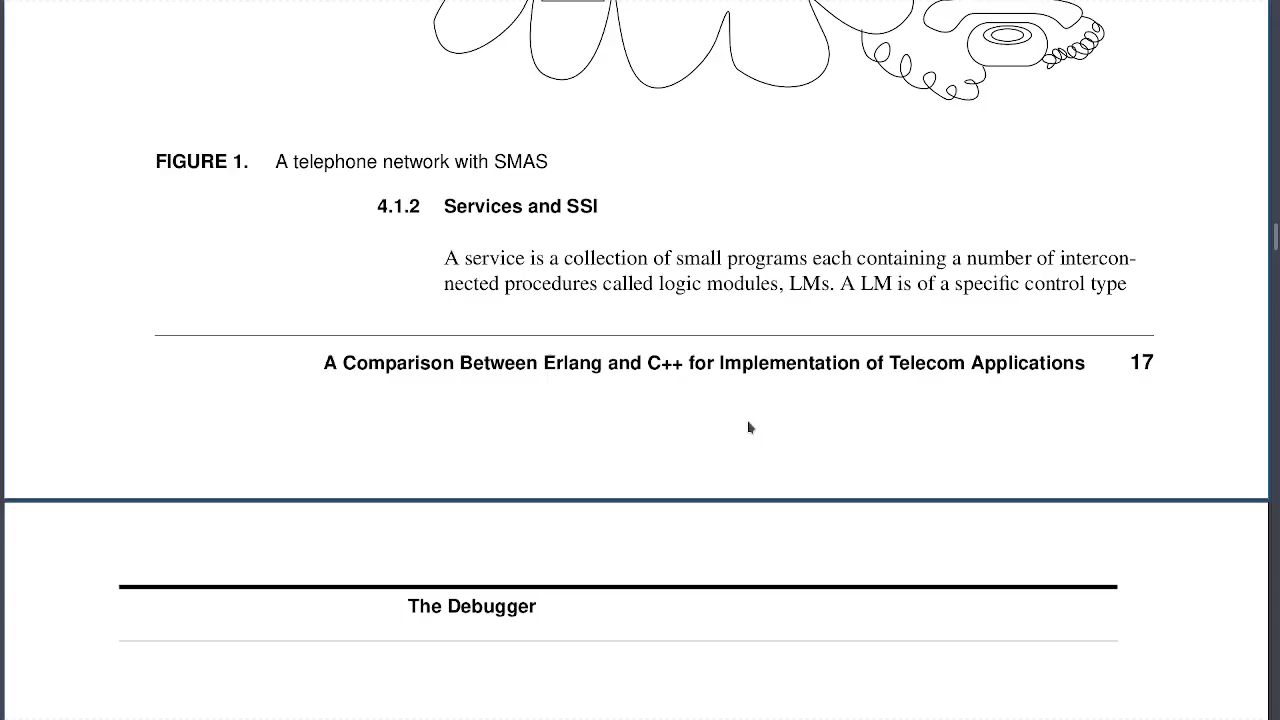 FIGURE 1. A telephone network with SMAS
4.1.2 Services and SSI
A service is a collection of small programs each containing a number of intercon-
nected procedures called logic modules, LMs. A LM is of a specific control type
A Comparison Between Erlang and C++ for Implementation of Telecom Applications 17
The Debugger